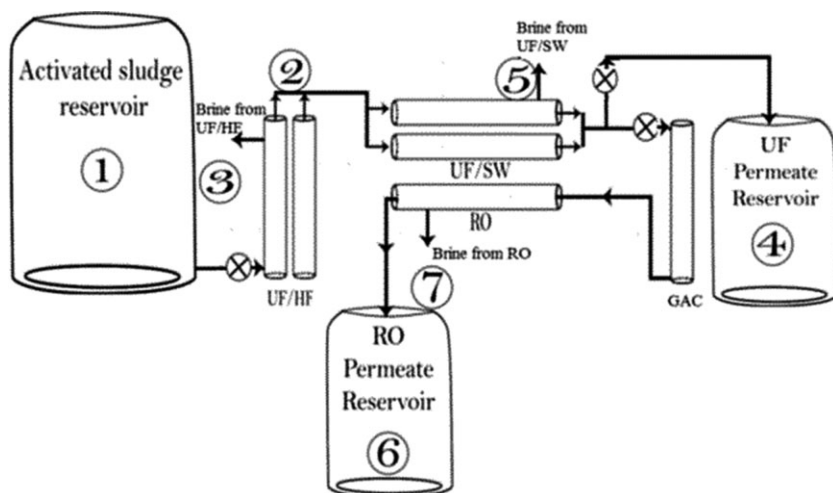 Activated sludge
reservoir
1
2
Brine from
UF/HF
3
UF/HF
Brine from
UF/SW
5
UF/SW
RO
Brine from RO
7
GAC
UF
Permeate
Reservoir
4
RO
Permeate
Reservoir
6